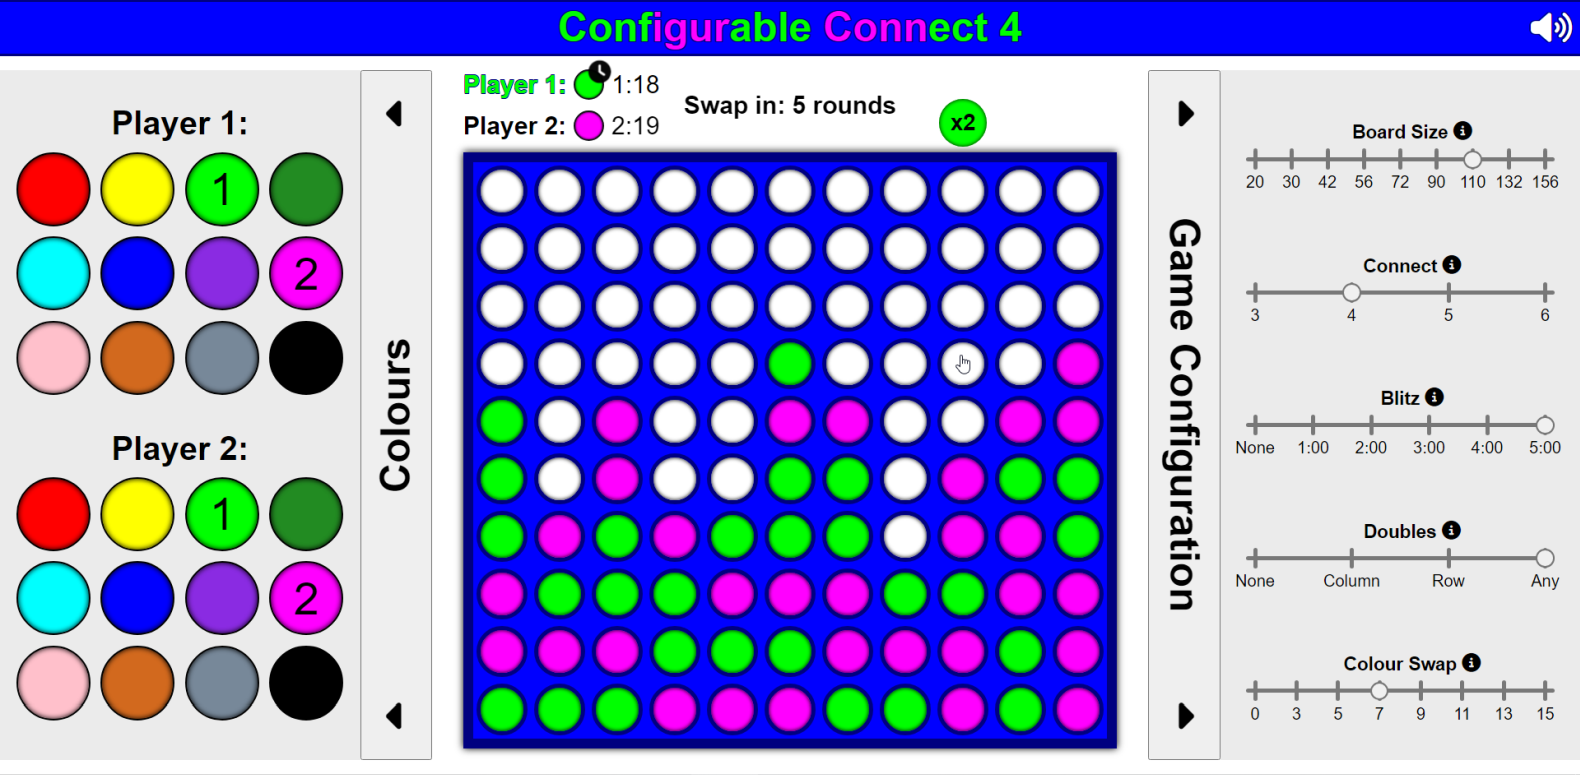 Configurable Connect 4
Player 1:
1
2
Player 2:
1
2
Colours
Player 1: 1:18
Player 2: 2:19
Swap in: 5 rounds
x2
Game Configuration
Board Size
20 30 42 56 72 90 110 132 156
Connect
3 4 5 6
Blitz
None 1:00 2:00 3:00 4:00 5:00
Doubles
None Column Row Any
Colour Swap
0 3 5 7 9 11 13 15